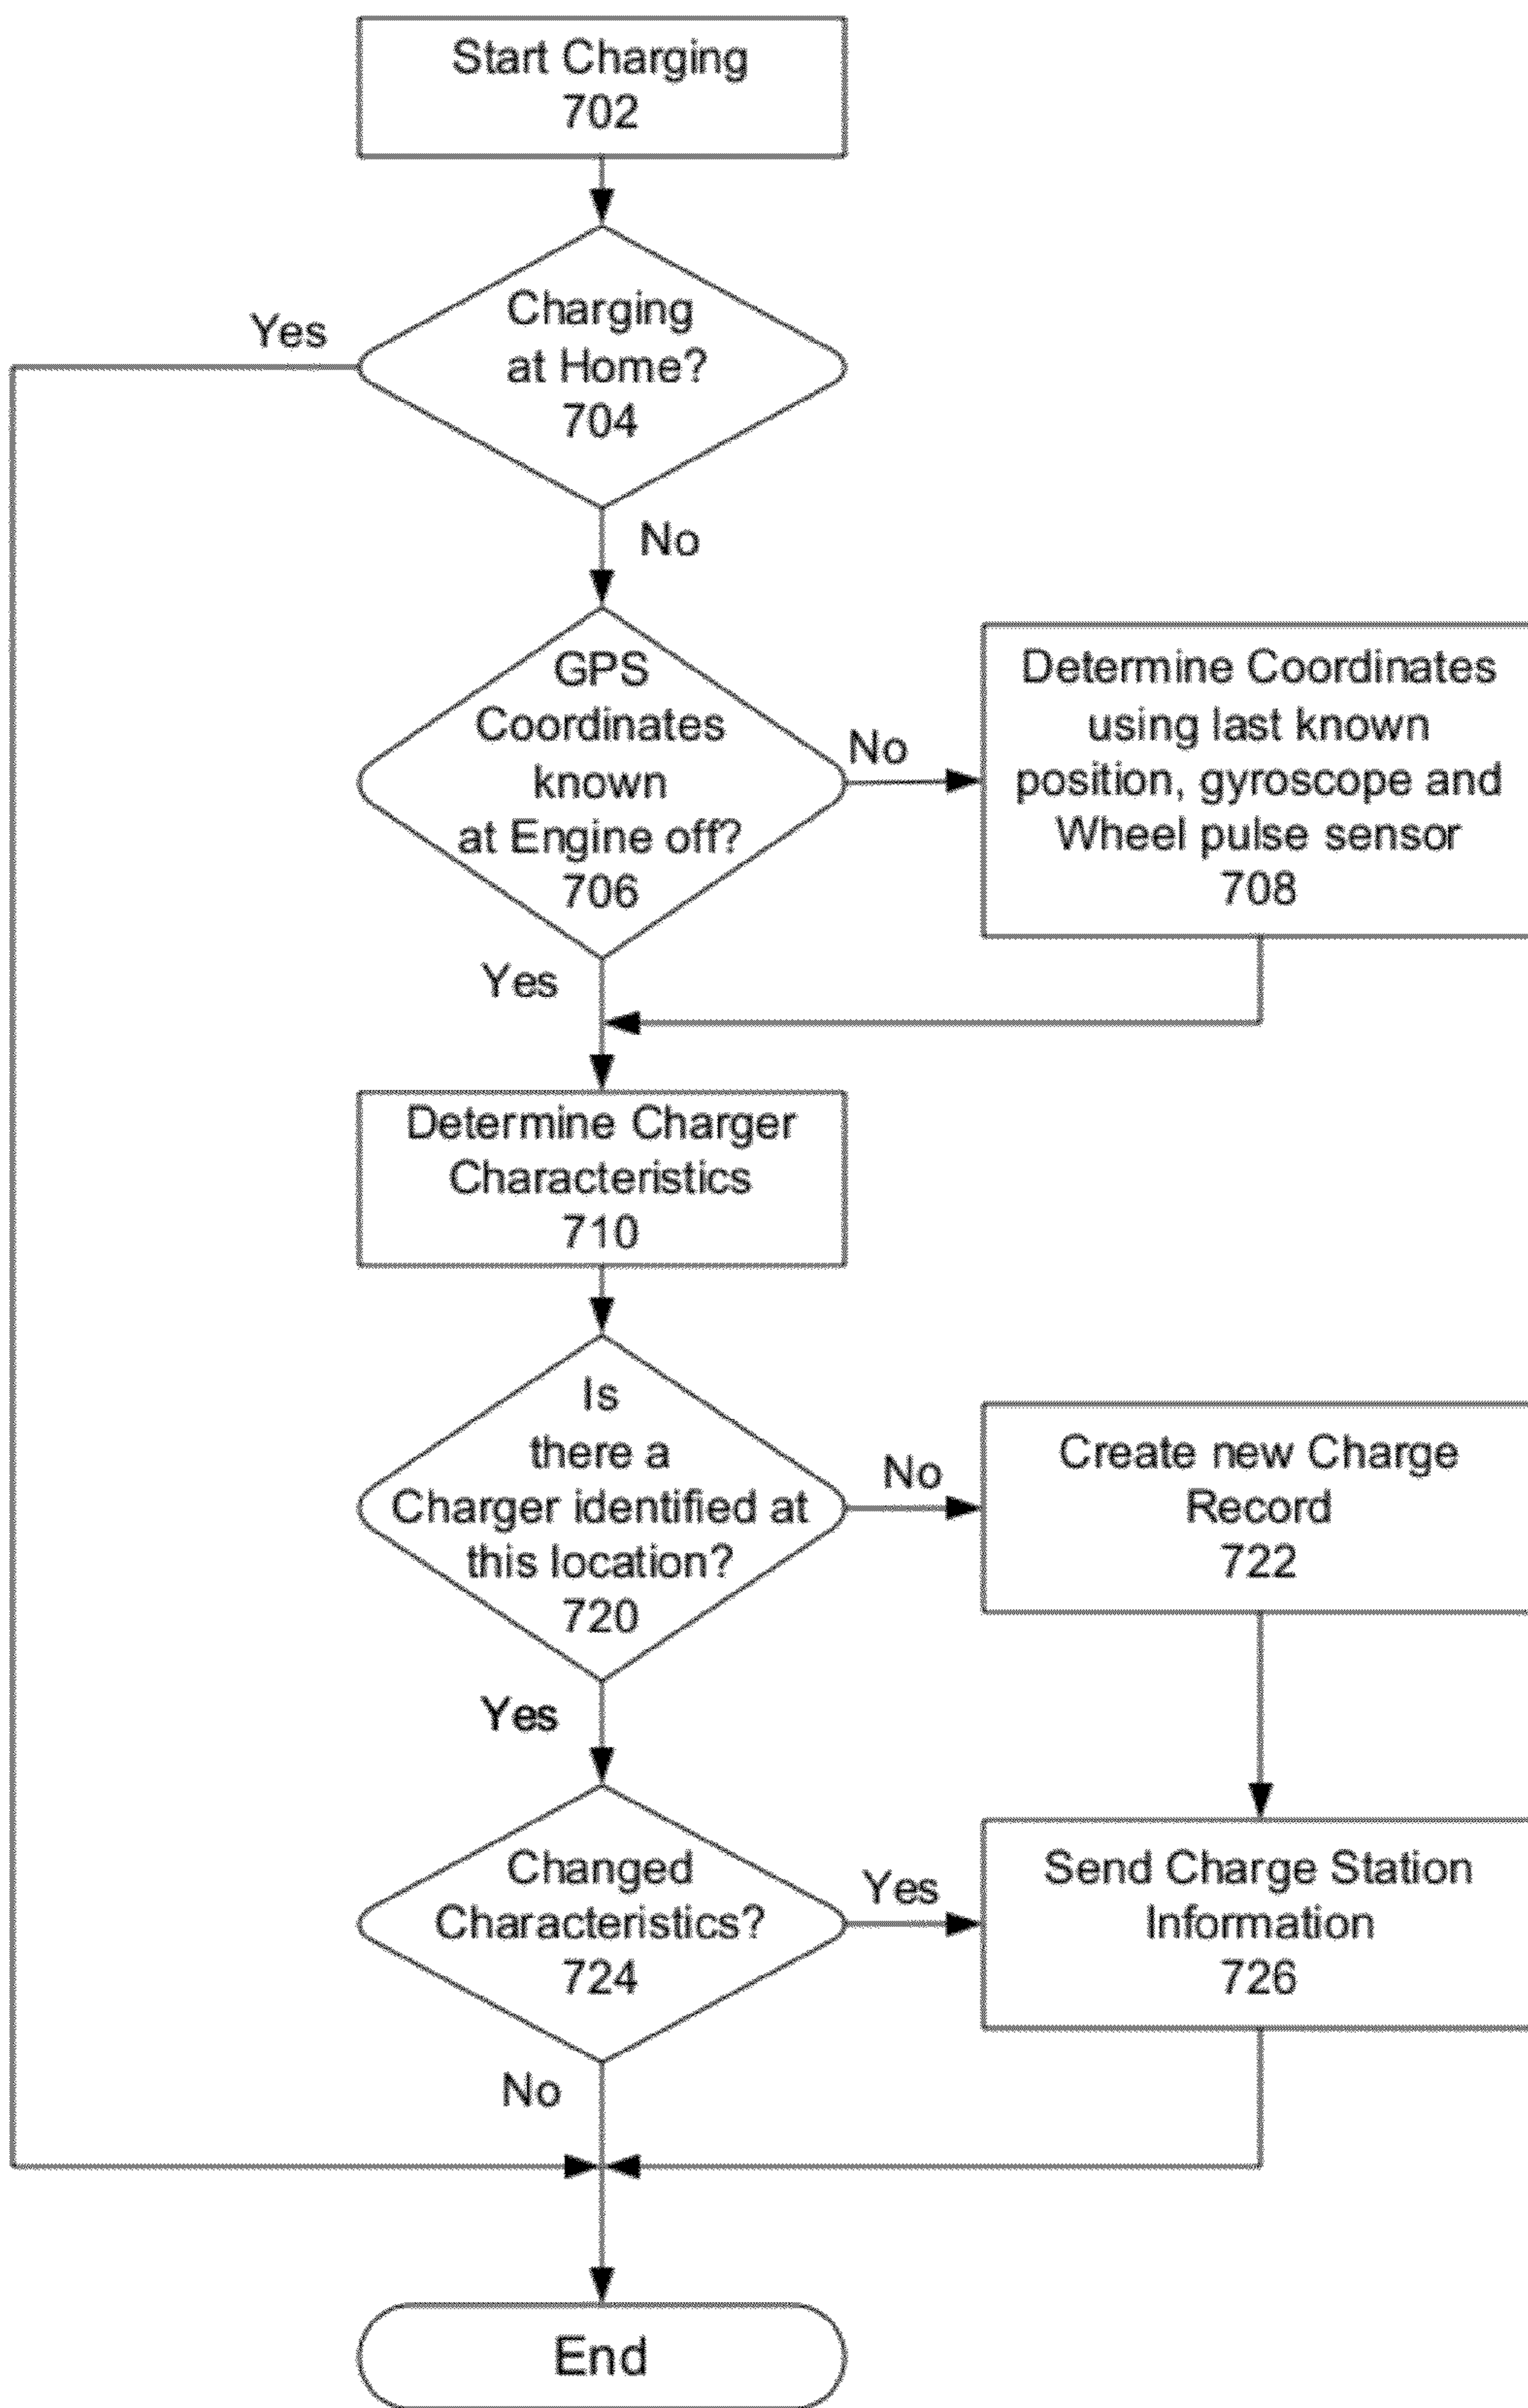 Start Charging
702
Charging
at Home?
704
Yes
No
GPS
Coordinates
known
at Engine off?
706
No
Determine Coordinates
using last known
position, gyroscope and
Wheel pulse sensor
708
Yes
Determine Charger
Characteristics
710
Is
there a
Charger identified at
this location?
720
No
Create new Charge
Record
722
Yes
Changed
Characteristics?
724
Yes
Send Charge Station
Information
726
No
End